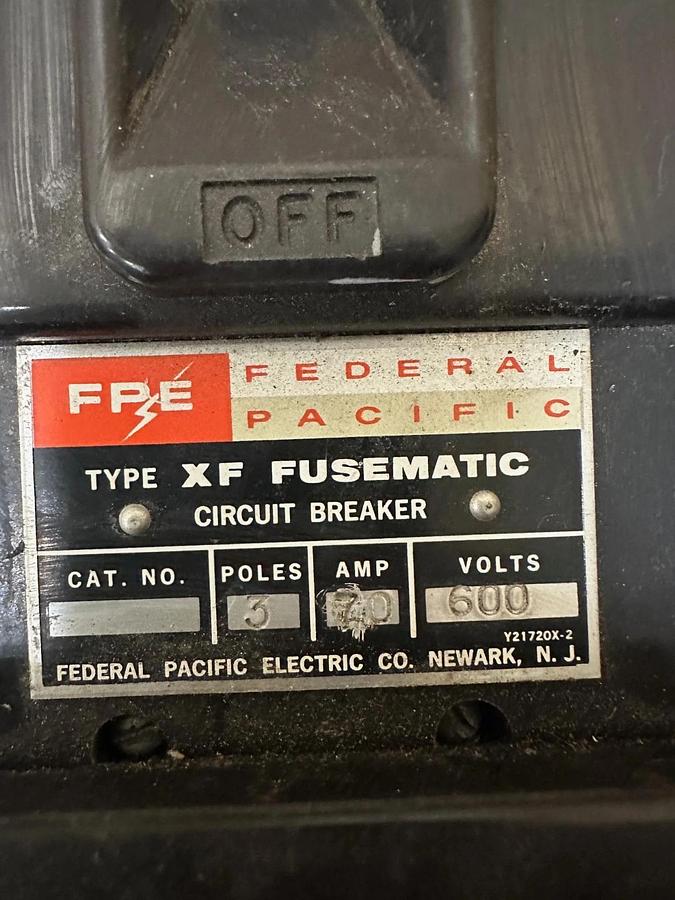 OFF
FPE FEDERAL
PACIFIC
TYPE XF FUSEMATIC
CIRCUIT BREAKER
CAT. NO. POLES AMP VOLTS
3 600
Y21720X-2
FEDERAL PACIFIC ELECTRIC CO. NEWARK, N. J.